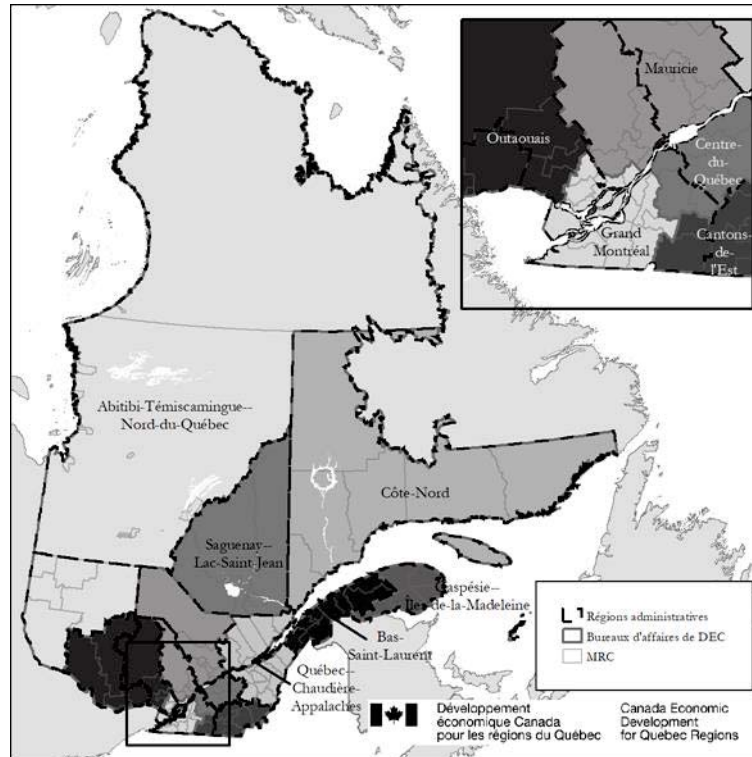 Mauricie
Outaouais
Centre-
du-
Québec
Grand
Montréal
Cantons-
de-
l'Est
Abitibi-Témiscamingue--
Nord-du-Québec
Côte-Nord
Saguenay--
Lac-Saint-Jean
Gaspésie--
Îles-de-la-Madeleine
Bas-
Saint-Laurent
Québec--
Chaudière-
Appalaches
Régions administratives
Bureaux d'affaires de DEC
MRC
Développement
économique Canada
pour les régions du Québec
Canada Economic
Development
for Quebec Regions